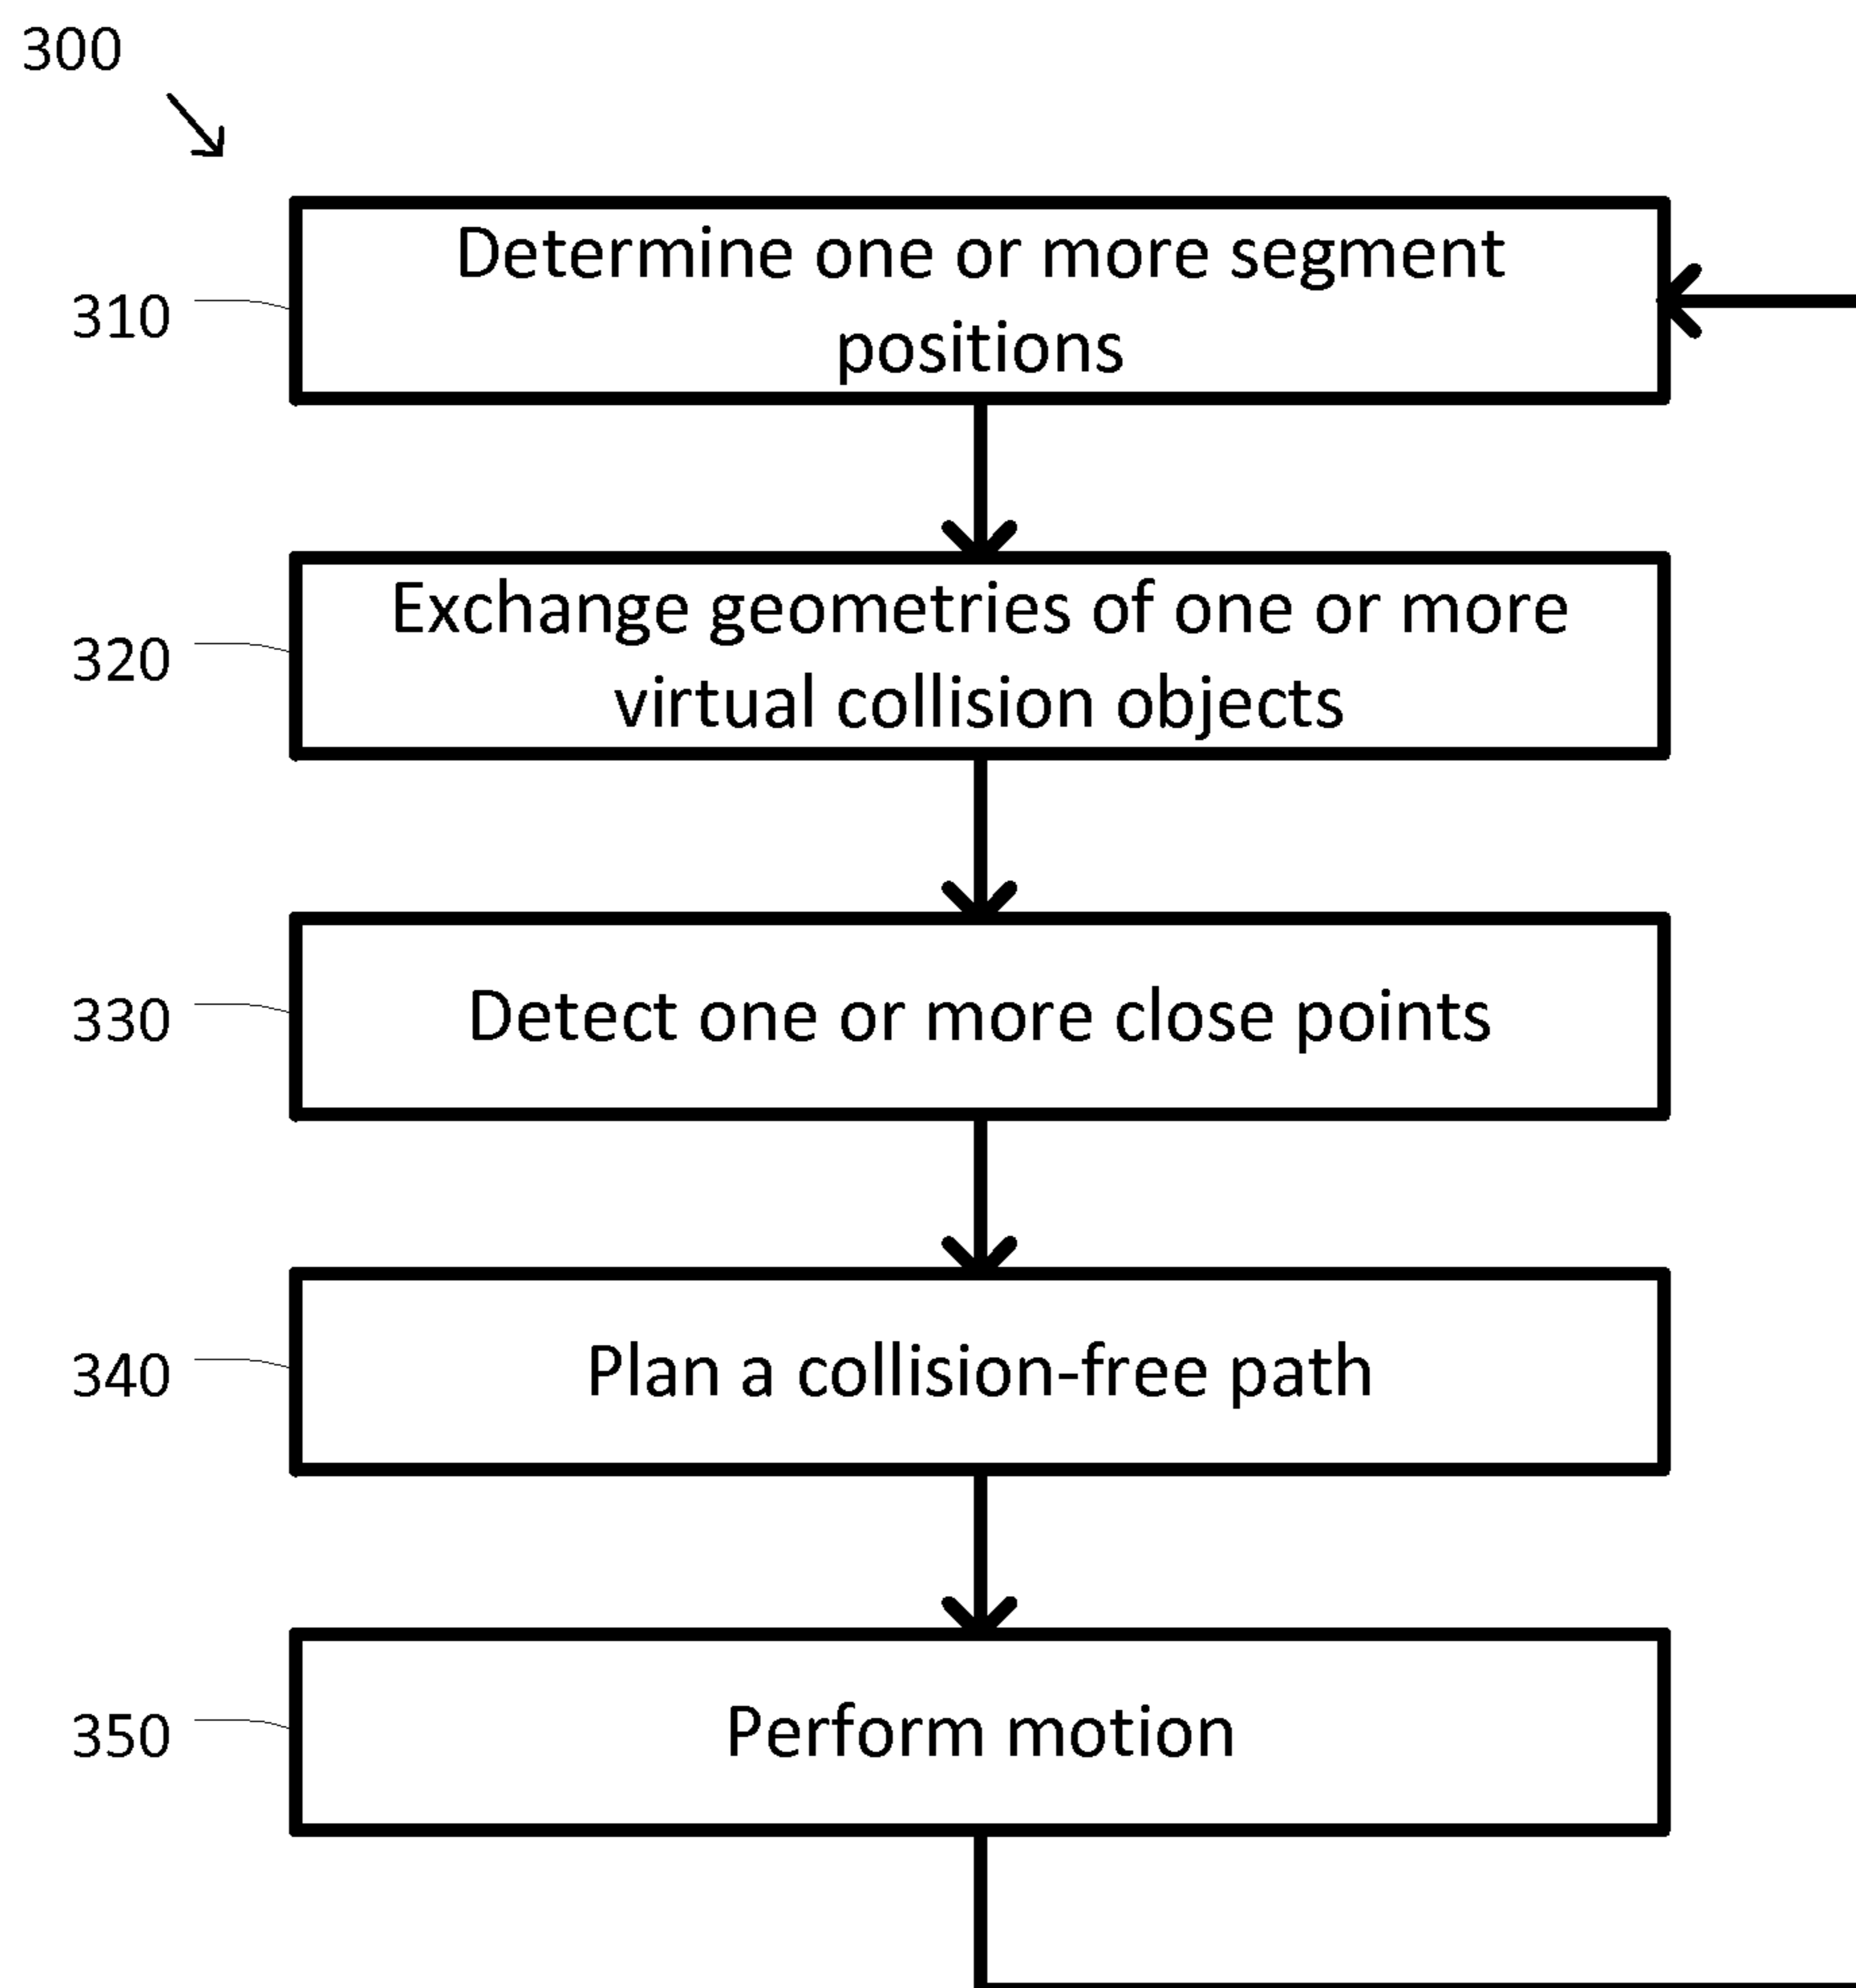 300
310
Determine one or more segment
positions
320
Exchange geometries of one or more
virtual collision objects
330
Detect one or more close points
340
Plan a collision-free path
350
Perform motion